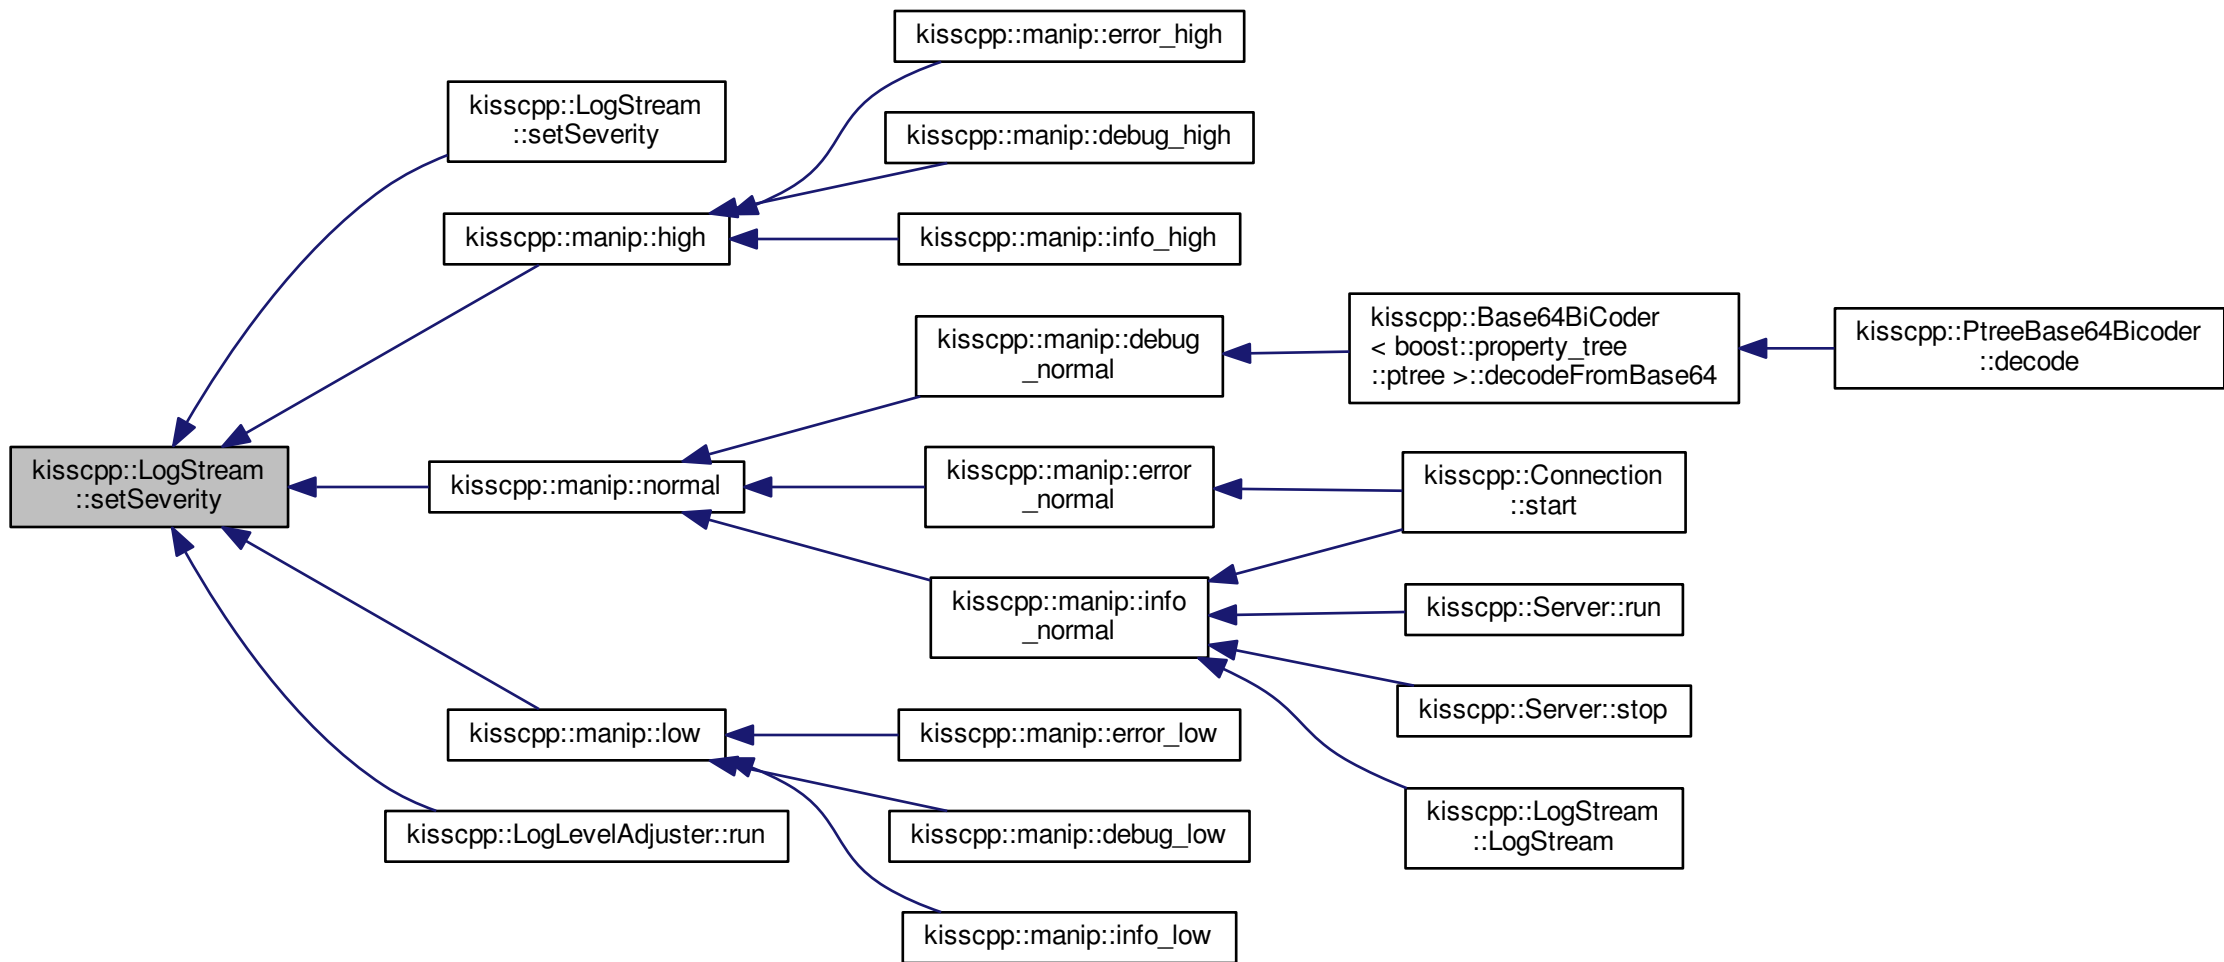 kisscpp::manip::error_high
kisscpp::LogStream
::setSeverity
kisscpp::manip::debug_high
kisscpp::manip::high
kisscpp::manip::info_high
kisscpp::manip::debug
_normal
kisscpp::Base64BiCoder
< boost::property_tree
::ptree >::decodeFromBase64
kisscpp::PtreeBase64Bicoder
::decode
kisscpp::LogStream
::setSeverity
kisscpp::manip::normal
kisscpp::manip::error
_normal
kisscpp::Connection
::start
kisscpp::manip::info
_normal
kisscpp::Server::run
kisscpp::Server::stop
kisscpp::manip::low
kisscpp::manip::error_low
kisscpp::LogLevelAdjuster::run
kisscpp::manip::debug_low
kisscpp::LogStream
::LogStream
kisscpp::manip::info_low